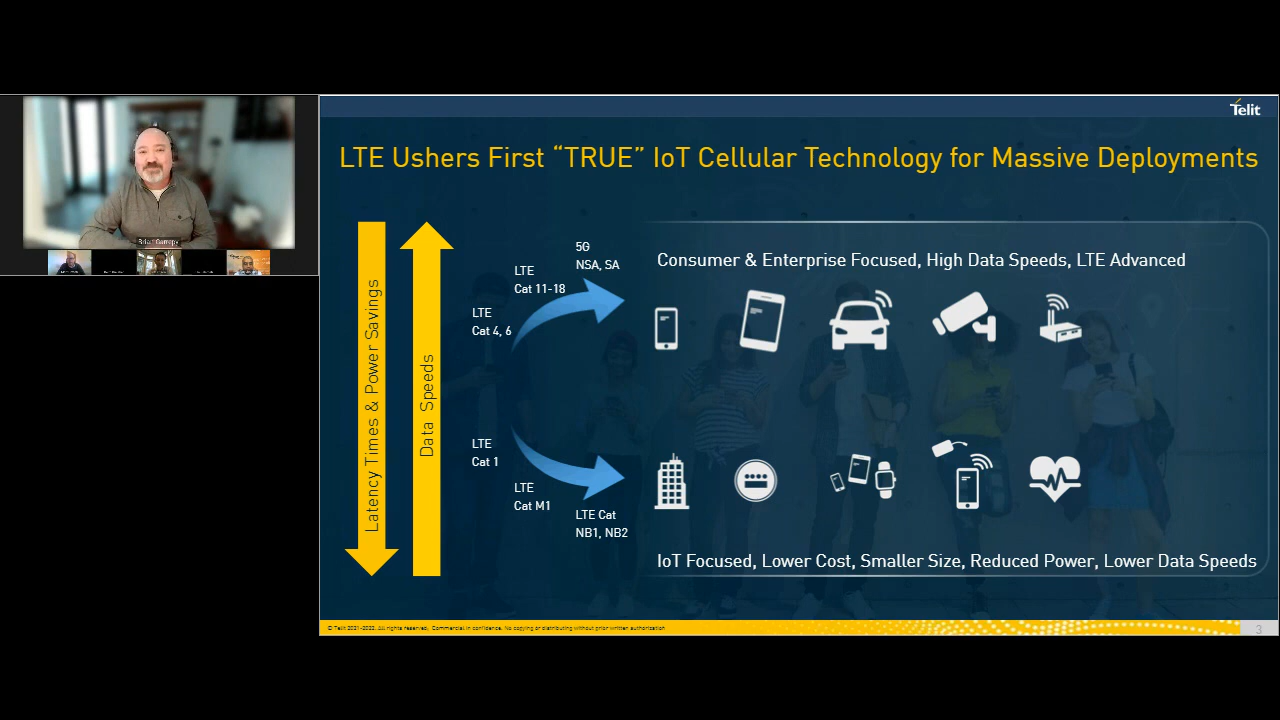 Telit
LTE Ushers First “TRUE” IoT Cellular Technology for Massive Deployments
Latency Times & Power Savings
Data Speeds
5G
NSA, SA
LTE
Cat 11-18
LTE
Cat 4, 6
Consumer & Enterprise Focused, High Data Speeds, LTE Advanced
LTE
Cat 1
LTE
Cat M1
LTE Cat
NB1, NB2
IoT Focused, Lower Cost, Smaller Size, Reduced Power, Lower Data Speeds
© Telit 2021-2022, All rights reserved, Commercial in confidence. No copying or distributing without prior written authorization
3